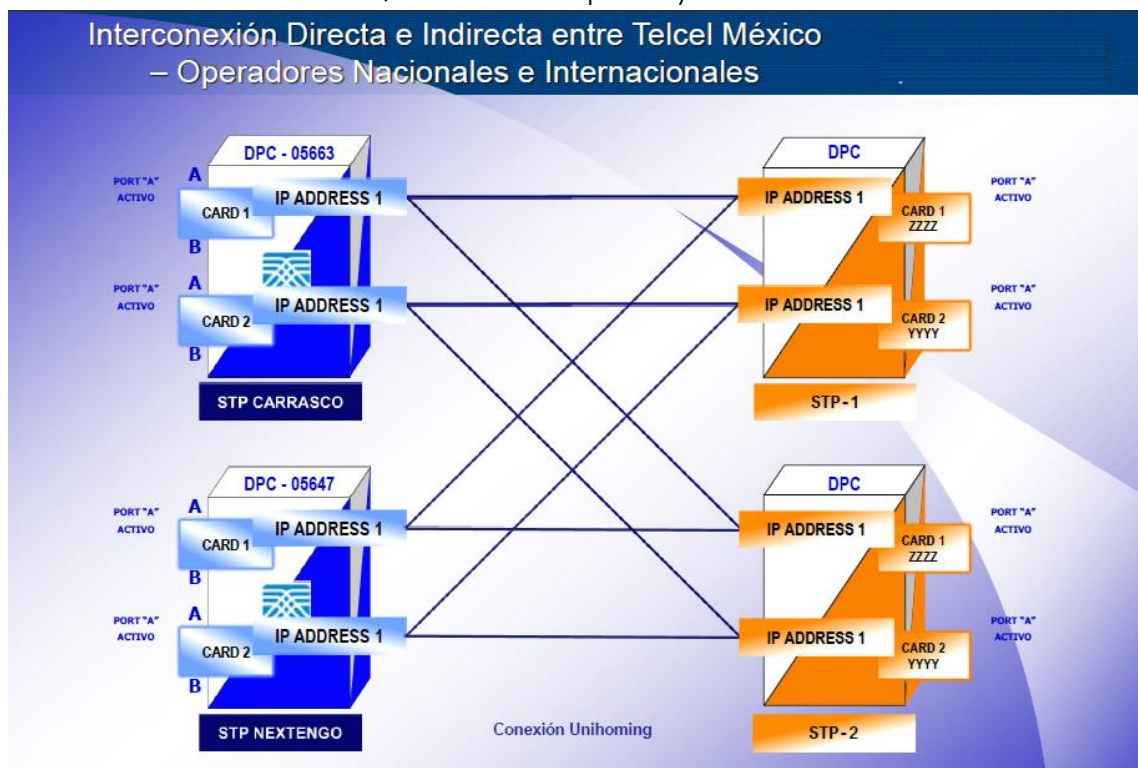 Interconexión Directa e Indirecta entre Telcel México
– Operadores Nacionales e Internacionales
DPC - 05663
PORT "A"
ACTIVO
A
CARD 1
B
IP ADDRESS 1
PORT "A"
ACTIVO
A
CARD 2
B
IP ADDRESS 1
STP CARRASCO
DPC
IP ADDRESS 1
CARD 1
ZZZZ
PORT "A"
ACTIVO
IP ADDRESS 1
CARD 2
YYYY
PORT "A"
ACTIVO
STP-1
DPC - 05647
PORT "A"
ACTIVO
A
CARD 1
B
IP ADDRESS 1
PORT "A"
ACTIVO
A
CARD 2
B
IP ADDRESS 1
STP NEXTENGO
Conexión Unihoming
DPC
IP ADDRESS 1
CARD 1
ZZZZ
PORT "A"
ACTIVO
IP ADDRESS 1
CARD 2
YYYY
PORT "A"
ACTIVO
STP-2